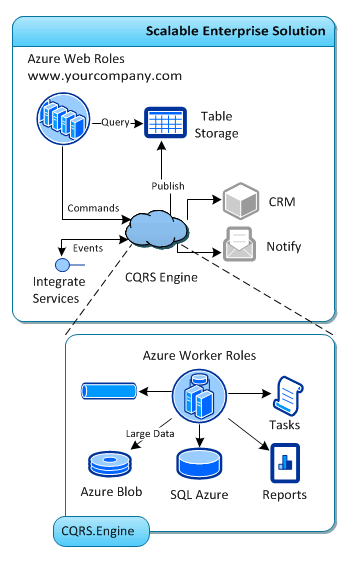 Scalable Enterprise Solution
Azure Web Roles
www.yourcompany.com
Query
Table
Storage
Publish
Commands
CRM
Events
Notify
Integrate
Services
CQRS Engine
Azure Worker Roles
Tasks
Large Data
Azure Blob
SQL Azure
Reports
CQRS.Engine